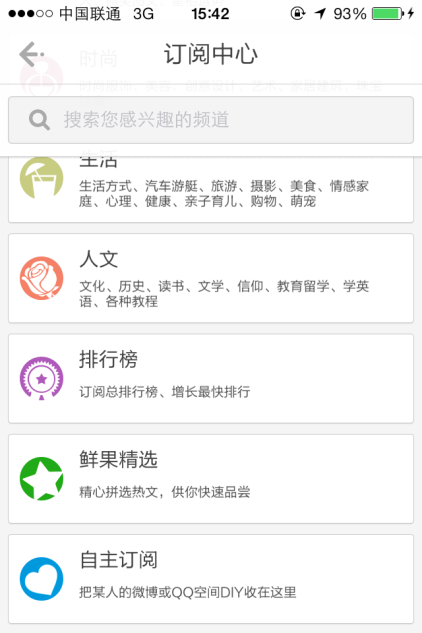 中国联通 3G 15:42 93%
订阅中心
时尚
搜索您感兴趣的频道
生活
生活方式、汽车游艇、旅游、摄影、美食、情感家
庭、心理、健康、亲子育儿、购物、萌宠
人文
文化、历史、读书、文学、信仰、教育留学、学英
语、各种教程
排行榜
订阅总排行榜、增长最快排行
鲜果精选
精心拼选热文，供你快速品尝
自主订阅
把某人的微博或QQ空间DIY收在这里